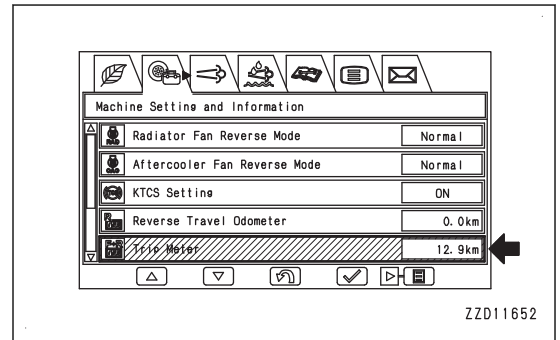 Machine Setting and Information
Radiator Fan Reverse Mode Normal
Aftercooler Fan Reverse Mode Normal
KTCS Setting ON
Reverse Travel Odometer 0.0km
Trip Meter 12.9km
ZZD11652